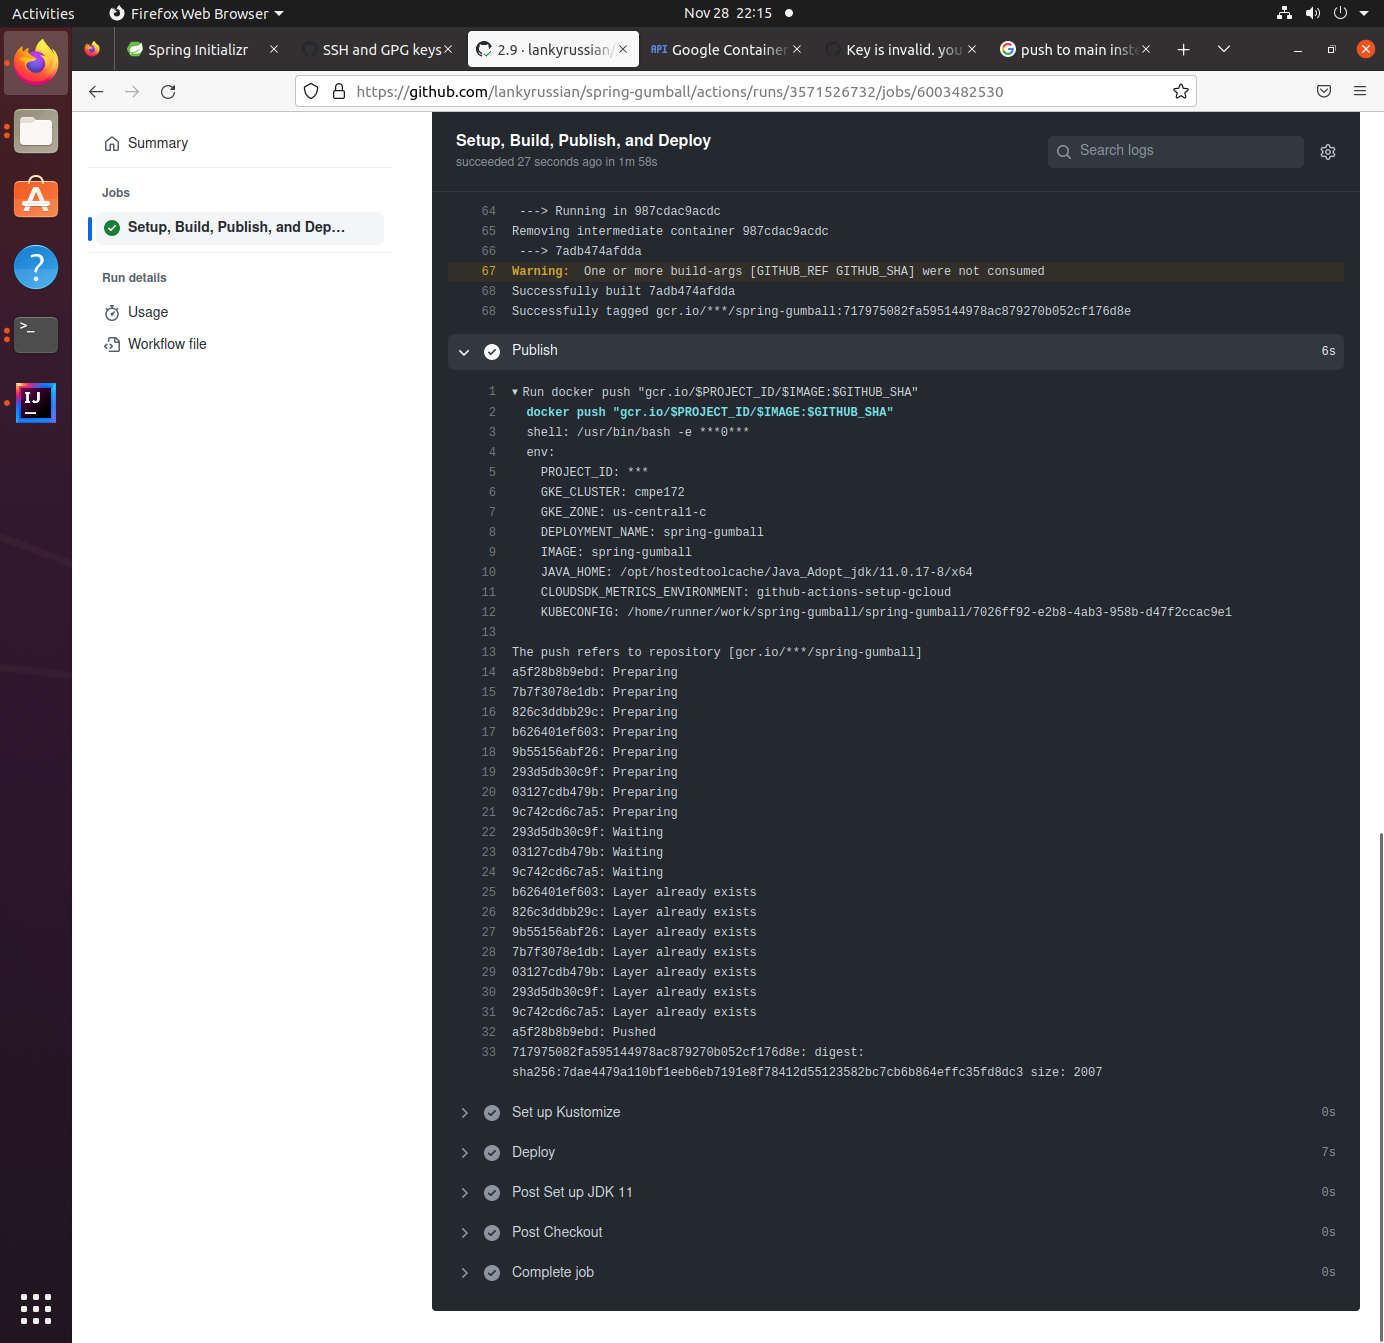 Activities
Firefox Web Browser
Nov 28 22:15
Spring Initializr
SSH and GPG keys
2.9 · lankyrussian/
API Google Container
Key is invalid. you
push to main inste
https://github.com/lankyrussian/spring-gumball/actions/runs/3571526732/jobs/6003482530
Summary
Jobs
Setup, Build, Publish, and Dep...
Run details
Usage
Workflow file
Setup, Build, Publish, and Deploy
succeeded 27 seconds ago in 1m 58s
Search logs
64 ---> Running in 987cdac9acdc
65 Removing intermediate container 987cdac9acdc
66 ---> 7adb474afdda
67 Warning: One or more build-args [GITHUB_REF GITHUB_SHA] were not consumed
68 Successfully built 7adb474afdda
68 Successfully tagged gcr.io/***/spring-gumball:717975082fa595144978ac879270b052cf176d8e
Publish 6s
1 ▾ Run docker push "gcr.io/$PROJECT_ID/$IMAGE:$GITHUB_SHA"
2 docker push "gcr.io/$PROJECT_ID/$IMAGE:$GITHUB_SHA"
3 shell: /usr/bin/bash -e ***0***
4 env:
5 PROJECT_ID: ***
6 GKE_CLUSTER: cmpe172
7 GKE_ZONE: us-central1-c
8 DEPLOYMENT_NAME: spring-gumball
9 IMAGE: spring-gumball
10 JAVA_HOME: /opt/hostedtoolcache/Java_Adopt_jdk/11.0.17-8/x64
11 CLOUDSDK_METRICS_ENVIRONMENT: github-actions-setup-gcloud
12 KUBECONFIG: /home/runner/work/spring-gumball/spring-gumball/7026ff92-e2b8-4ab3-958b-d47f2ccac9e1
13
13 The push refers to repository [gcr.io/***/spring-gumball]
14 a5f28b8b9ebd: Preparing
15 7b7f3078e1db: Preparing
16 826c3ddbb29c: Preparing
17 b626401ef603: Preparing
18 9b55156abf26: Preparing
19 293d5db30c9f: Preparing
20 03127cdb479b: Preparing
21 9c742cd6c7a5: Preparing
22 293d5db30c9f: Waiting
23 03127cdb479b: Waiting
24 9c742cd6c7a5: Waiting
25 b626401ef603: Layer already exists
26 826c3ddbb29c: Layer already exists
27 9b55156abf26: Layer already exists
28 7b7f3078e1db: Layer already exists
29 03127cdb479b: Layer already exists
30 293d5db30c9f: Layer already exists
31 9c742cd6c7a5: Layer already exists
32 a5f28b8b9ebd: Pushed
33 717975082fa595144978ac879270b052cf176d8e: digest:
sha256:7dae4479a110bf1eeb6eb7191e8f78412d55123582bc7cb6b864effc35fd8dc3 size: 2007
Set up Kustomize 0s
Deploy 7s
Post Set up JDK 11 0s
Post Checkout 0s
Complete job 0s